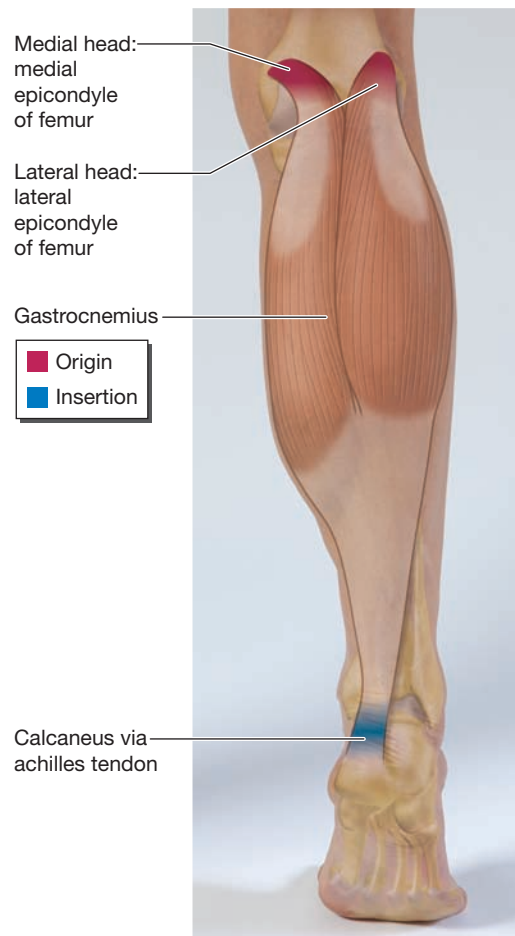 Medial head:
medial
epicondyle
of femur
Lateral head:
lateral
epicondyle
of femur
Gastrocnemius
Origin
Insertion
Calcaneus via
achilles tendon